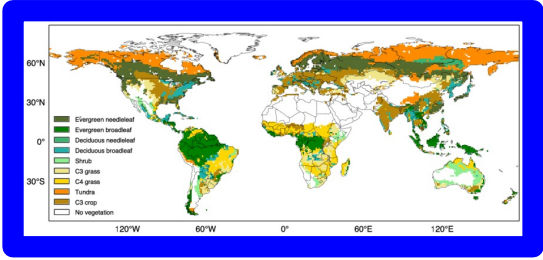 60°N
30°N
0°
30°S
Evergreen needleleaf
Evergreen broadleaf
Deciduous needleleaf
Deciduous broadleaf
Shrub
C3 grass
C4 grass
Tundra
C3 crop
No vegetation
120°W 60°W 0° 60°E 120°E